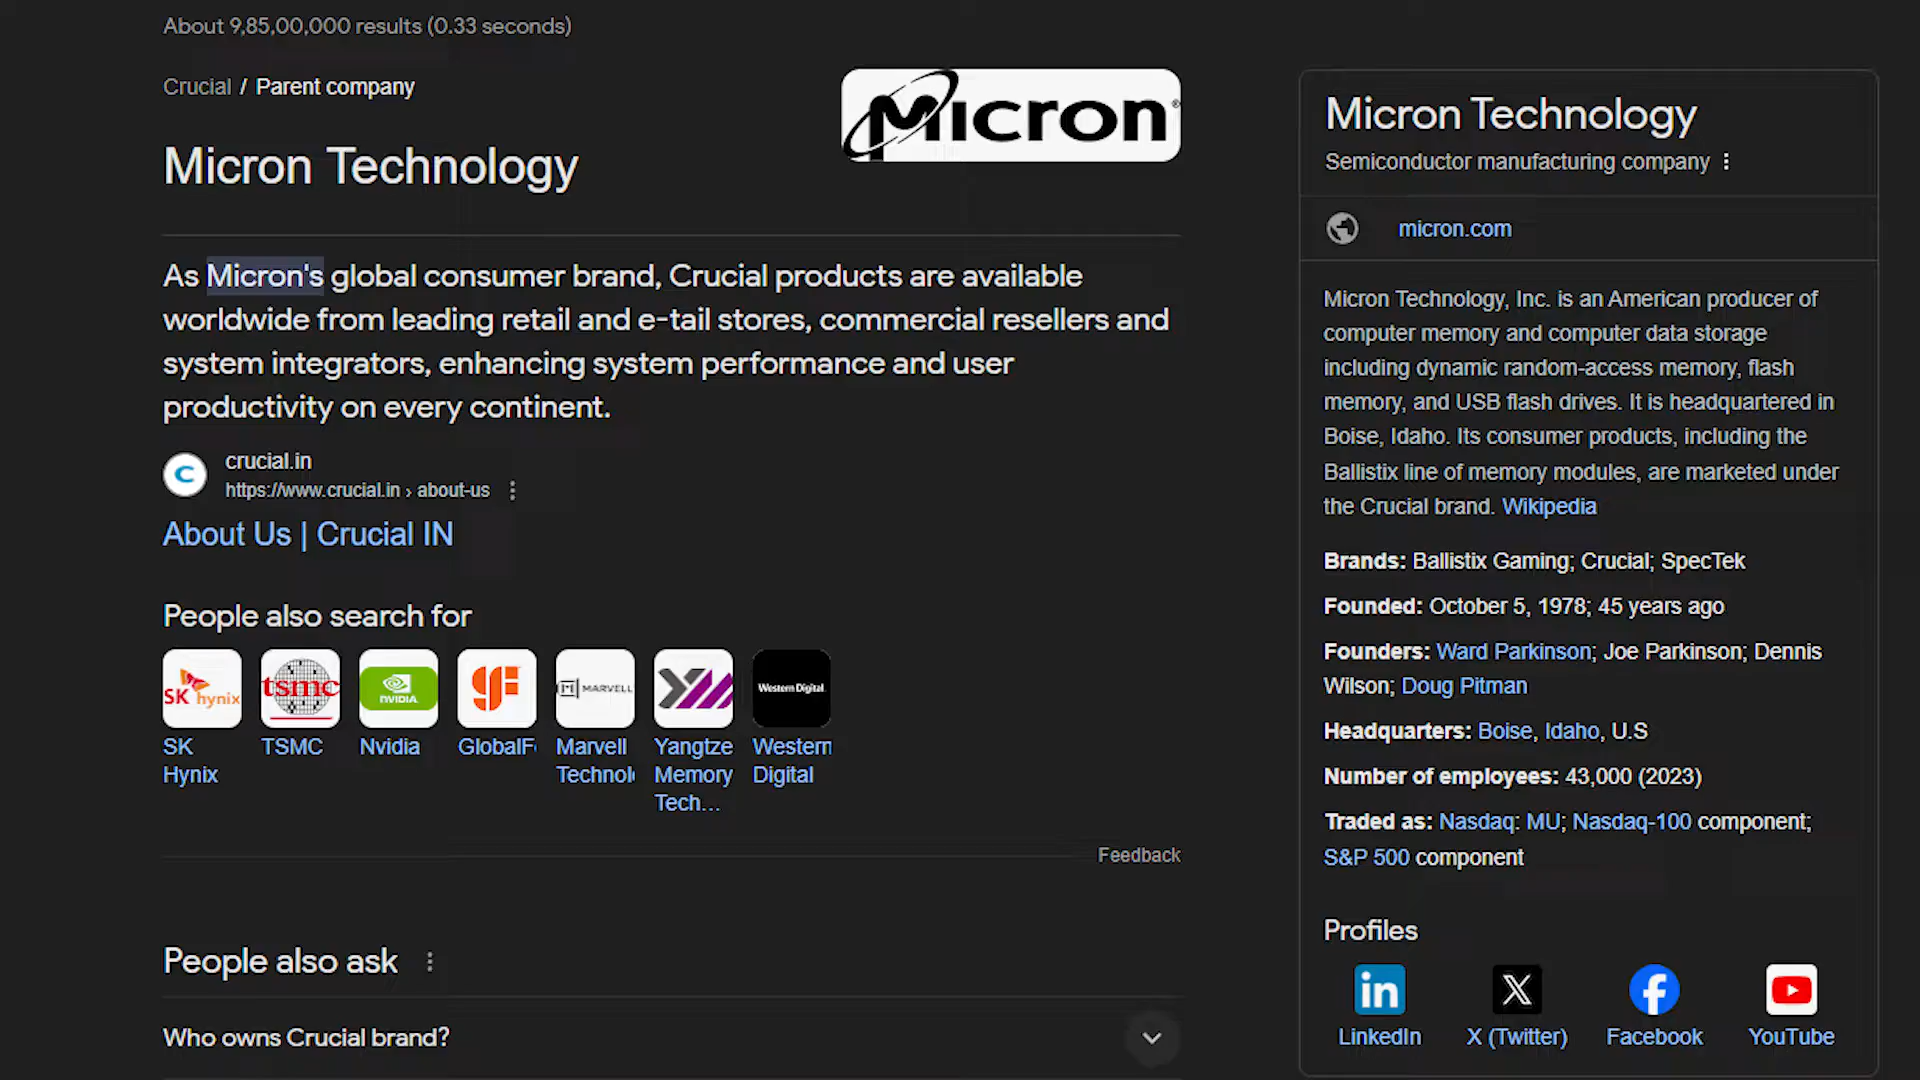 About 9,85,00,000 results (0.33 seconds)
Crucial / Parent company
Micron Technology
Micron®
As Micron's global consumer brand, Crucial products are available
worldwide from leading retail and e-tail stores, commercial resellers and
system integrators, enhancing system performance and user
productivity on every continent.
C
crucial.in
https://www.crucial.in › about-us
About Us | Crucial IN
People also search for
SK hynix
tsmc
NVIDIA
GF
MARVELL
Western Digital
SK
Hynix
TSMC
Nvidia
GlobalF
Marvell
Technol
Yangtze
Memory
Tech...
Western
Digital
Feedback
People also ask
Who owns Crucial brand?
Micron Technology
Semiconductor manufacturing company
micron.com
Micron Technology, Inc. is an American producer of
computer memory and computer data storage
including dynamic random-access memory, flash
memory, and USB flash drives. It is headquartered in
Boise, Idaho. Its consumer products, including the
Ballistix line of memory modules, are marketed under
the Crucial brand. Wikipedia
Brands: Ballistix Gaming; Crucial; SpecTek
Founded: October 5, 1978; 45 years ago
Founders: Ward Parkinson; Joe Parkinson; Dennis
Wilson; Doug Pitman
Headquarters: Boise, Idaho, U.S
Number of employees: 43,000 (2023)
Traded as: Nasdaq: MU; Nasdaq-100 component;
S&P 500 component
Profiles
in
X
f
LinkedIn
X (Twitter)
Facebook
YouTube